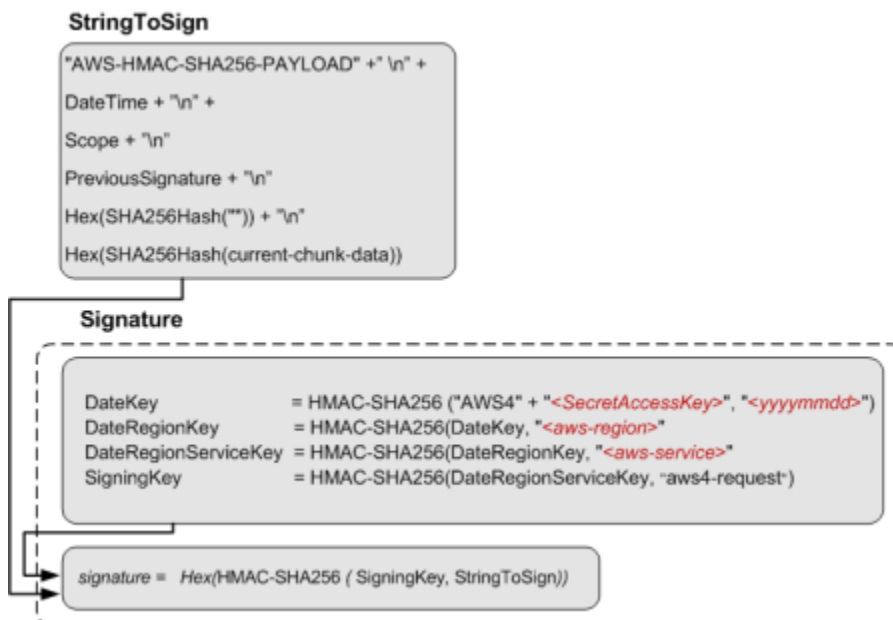 StringToSign
"AWS-HMAC-SHA256-PAYLOAD" +" \n" +
DateTime + "\n" +
Scope + "\n"
PreviousSignature + "\n"
Hex(SHA256Hash("")) + "\n"
Hex(SHA256Hash(current-chunk-data))
Signature
DateKey = HMAC-SHA256 ("AWS4" + "<SecretAccessKey>", "<yyyymmdd>")
DateRegionKey = HMAC-SHA256(DateKey, "<aws-region>"
DateRegionServiceKey = HMAC-SHA256(DateRegionKey, "<aws-service>"
SigningKey = HMAC-SHA256(DateRegionServiceKey, "aws4-request")
signature = Hex(HMAC-SHA256 ( SigningKey, StringToSign))